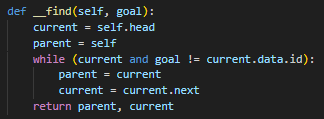 def __find(self, goal):
    current = self.head
    parent = self
    while (current and goal != current.data.id):
        parent = current
        current = current.next
    return parent, current